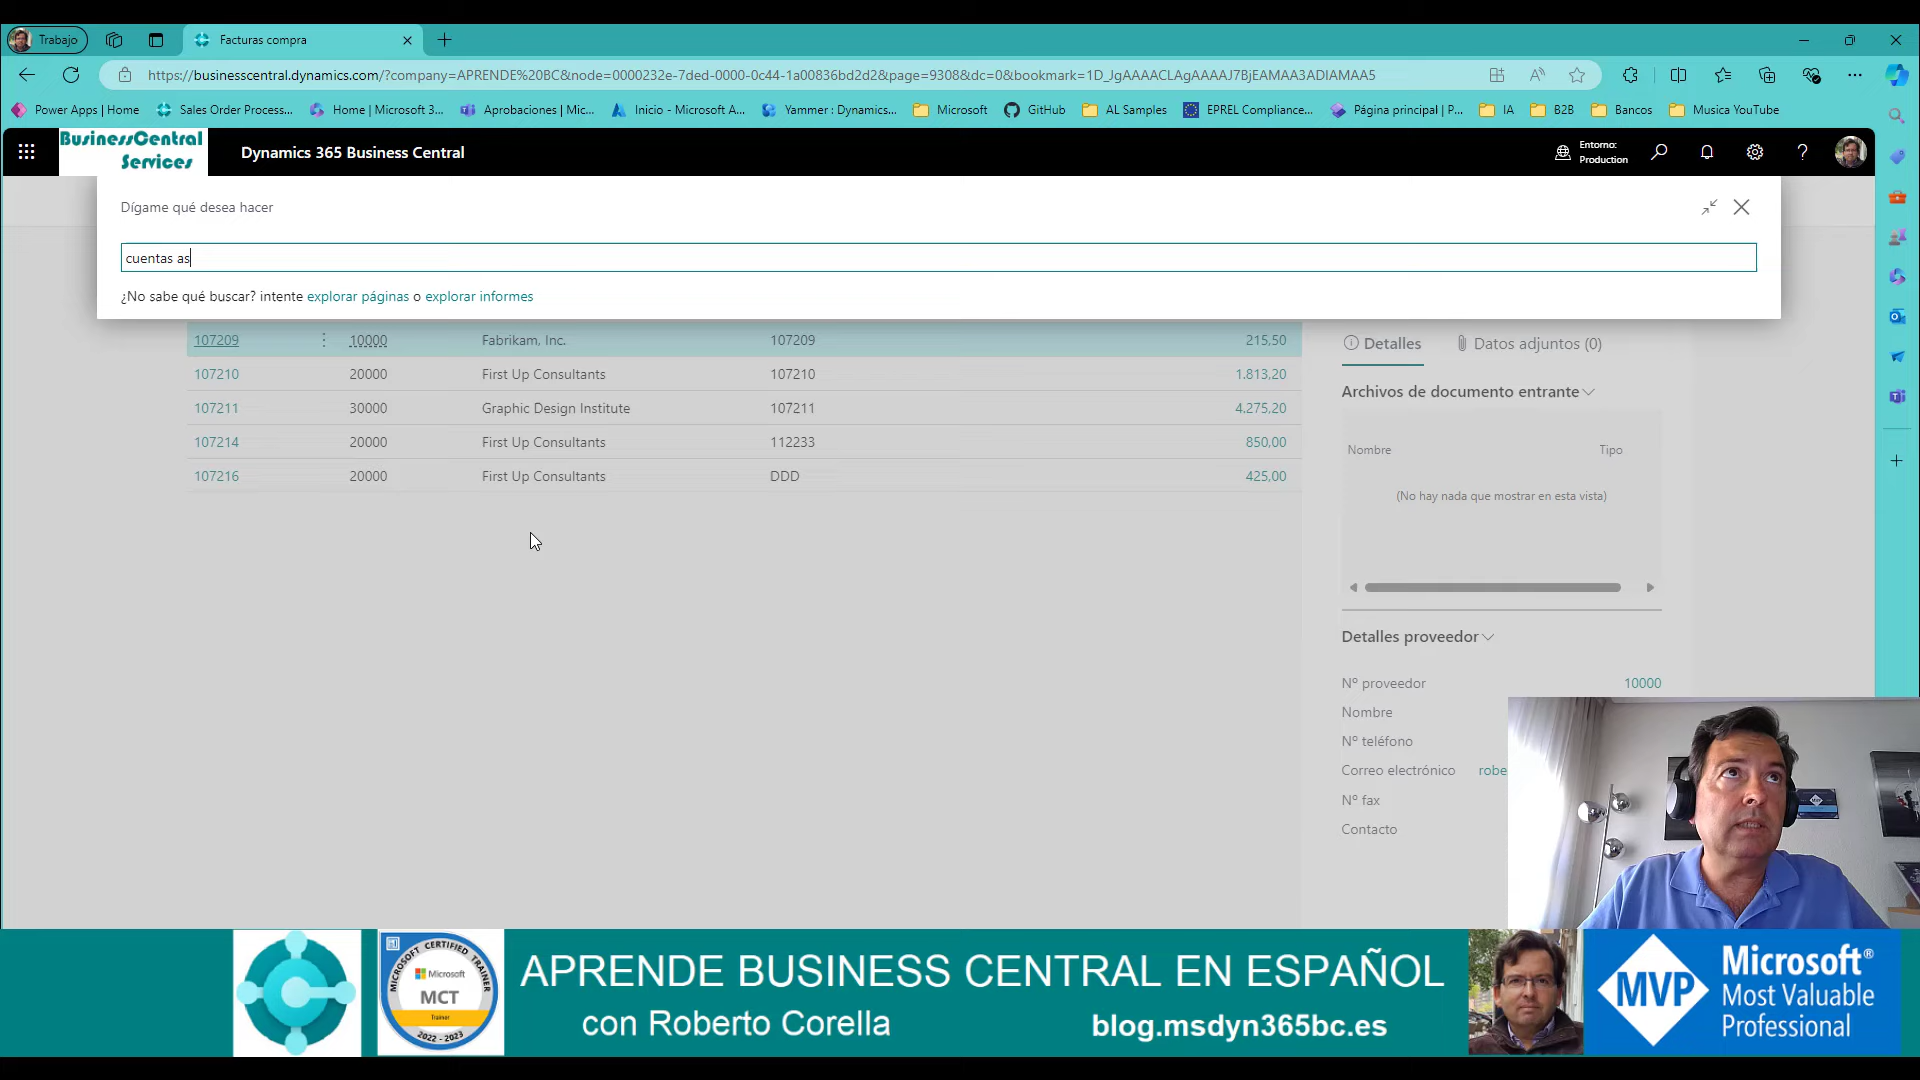 Trabajo
Facturas compra
https://businesscentral.dynamics.com/?company=APRENDE%20BC&node=0000232e-7ded-0000-0c44-1a00836bd2d2&page=9308&dc=0&bookmark=1D_JgAAAACLAgAAAAJ7BjEAMAA3ADIAMAA5
Power Apps | Home
Sales Order Process...
Home | Microsoft 3...
Aprobaciones | Mic...
Inicio - Microsoft A...
Yammer : Dynamics...
Microsoft
GitHub
AL Samples
EPREL Compliance...
Página principal | P...
IA
B2B
Bancos
Musica YouTube
BusinessCentral
Services
Dynamics 365 Business Central
Entorno:
Production
Dígame qué desea hacer
cuentas as
¿No sabe qué buscar? intente explorar páginas o explorar informes
107209 10000 Fabrikam, Inc. 107209 215,50
107210 20000 First Up Consultants 107210 1.813,20
107211 30000 Graphic Design Institute 107211 4.275,20
107214 20000 First Up Consultants 112233 850,00
107216 20000 First Up Consultants DDD 425,00
Detalles
Datos adjuntos (0)
Archivos de documento entrante
Nombre Tipo
(No hay nada que mostrar en esta vista)
Detalles proveedor
Nº proveedor 10000
Nombre
Nº teléfono
Correo electrónico robe
Nº fax
Contacto
MICROSOFT CERTIFIED TRAINER
Microsoft
MCT
Trainer
2022 - 2023
APRENDE BUSINESS CENTRAL EN ESPAÑOL
con Roberto Corella
blog.msdyn365bc.es
MVP
Microsoft®
Most Valuable
Professional